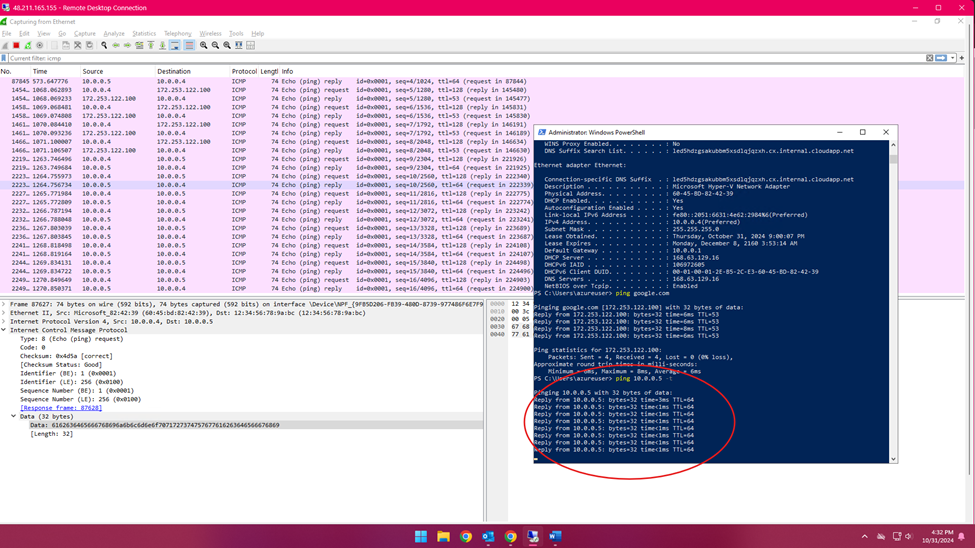 48.211.165.155 - Remote Desktop Connection
Capturing from Ethernet
File Edit View Go Capture Analyze Statistics Telephony Wireless Tools Help
Current filter: icmp
No. Time Source Destination Protocol Lengtl Info
87845 573.647776 10.0.0.5 10.0.0.4 ICMP 74 Echo (ping) reply id=0x0001, seq=4/1024, ttl=64 (request in 87844)
1454… 1068.062893 10.0.0.4 172.253.122.100 ICMP 74 Echo (ping) request id=0x0001, seq=5/1280, ttl=128 (reply in 145480)
1454… 1068.069233 172.253.122.100 10.0.0.4 ICMP 74 Echo (ping) reply id=0x0001, seq=5/1280, ttl=53 (request in 145477)
1458… 1069.068481 10.0.0.4 172.253.122.100 ICMP 74 Echo (ping) request id=0x0001, seq=6/1536, ttl=128 (reply in 145931)
1459… 1069.074808 172.253.122.100 10.0.0.4 ICMP 74 Echo (ping) reply id=0x0001, seq=6/1536, ttl=53 (request in 145915)
1461… 1070.084410 10.0.0.4 172.253.122.100 ICMP 74 Echo (ping) request id=0x0001, seq=7/1792, ttl=128 (reply in 146191)
1461… 1070.093236 172.253.122.100 10.0.0.4 ICMP 74 Echo (ping) reply id=0x0001, seq=7/1792, ttl=53 (request in 146189)
1466… 1071.100007 10.0.0.4 172.253.122.100 ICMP 74 Echo (ping) request id=0x0001, seq=8/2048, ttl=128 (reply in 146634)
1466… 1071.106507 172.253.122.100 10.0.0.4 ICMP 74 Echo (ping) reply id=0x0001, seq=8/2048, ttl=53 (request in 146630)
2219… 1263.746496 10.0.0.4 10.0.0.5 ICMP 74 Echo (ping) request id=0x0001, seq=9/2304, ttl=128 (reply in 221926)
2219… 1263.749684 10.0.0.5 10.0.0.4 ICMP 74 Echo (ping) reply id=0x0001, seq=9/2304, ttl=64 (request in 221925)
2223… 1264.755973 10.0.0.4 10.0.0.5 ICMP 74 Echo (ping) request id=0x0001, seq=10/2560, ttl=128 (reply in 222340)
2223… 1264.756734 10.0.0.5 10.0.0.4 ICMP 74 Echo (ping) reply id=0x0001, seq=10/2560, ttl=64 (request in 222339)
2227… 1265.771908 10.0.0.4 10.0.0.5 ICMP 74 Echo (ping) request id=0x0001, seq=11/2816, ttl=128 (reply in 222776)
2227… 1265.772809 10.0.0.5 10.0.0.4 ICMP 74 Echo (ping) reply id=0x0001, seq=11/2816, ttl=64 (request in 222775)
2232… 1266.787194 10.0.0.4 10.0.0.5 ICMP 74 Echo (ping) request id=0x0001, seq=12/3072, ttl=128 (reply in 223242)
2232… 1266.788043 10.0.0.5 10.0.0.4 ICMP 74 Echo (ping) reply id=0x0001, seq=12/3072, ttl=64 (request in 223241)
2236… 1267.803039 10.0.0.4 10.0.0.5 ICMP 74 Echo (ping) request id=0x0001, seq=13/3328, ttl=128 (reply in 223688)
2236… 1267.803845 10.0.0.5 10.0.0.4 ICMP 74 Echo (ping) reply id=0x0001, seq=13/3328, ttl=64 (request in 223687)
2241… 1268.818498 10.0.0.4 10.0.0.5 ICMP 74 Echo (ping) request id=0x0001, seq=14/3584, ttl=128 (reply in 224108)
2241… 1268.819164 10.0.0.5 10.0.0.4 ICMP 74 Echo (ping) reply id=0x0001, seq=14/3584, ttl=64 (request in 224107)
2246… 1269.834131 10.0.0.4 10.0.0.5 ICMP 74 Echo (ping) request id=0x0001, seq=15/3840, ttl=128
2246… 1269.834722 10.0.0.5 10.0.0.4 ICMP 74 Echo (ping) reply id=0x0001, seq=15/3840, ttl=64
2249… 1270.849649 10.0.0.4 10.0.0.5 ICMP 74 Echo (ping) request id=0x0001, seq=16/4096, ttl=128
2249… 1270.850371 10.0.0.5 10.0.0.4 ICMP 74 Echo (ping) reply id=0x0001, seq=16/4096, ttl=64 (request in 224900)
Frame 87627: 74 bytes on wire (592 bits), 74 bytes captured (592 bits) on interface \Device\NPF_{9FB5D206-FB39-480D-8739-977486F6E7F9
Ethernet II, Src: Microsoft_82:42:39 (60:45:bd:82:42:39), Dst: 12:34:56:78:9a:bc (12:34:56:78:9a:bc)
Internet Protocol Version 4, Src: 10.0.0.4, Dst: 10.0.0.5
Internet Control Message Protocol
Type: 8 (Echo (ping) request)
Code: 0
Checksum: 0x4d5a [correct]
[Checksum Status: Good]
Identifier (BE): 1 (0x0001)
Identifier (LE): 256 (0x0100)
Sequence Number (BE): 1 (0x0001)
Sequence Number (LE): 256 (0x0100)
[Response frame: 87628]
Data (32 bytes)
Data: 6162636465666768696a6b6c6d6e6f7071727374757677616263646566676869
[Length: 32]
0000 12 34
0010 00 3c
0020 00 05
0030 67 68
0040 77 61
Administrator: Windows PowerShell
WINS Proxy Enabled. . . . . . . . : No
DNS Suffix Search List. . . . . . : led5hdzgsakubbm5xsdlqjqzxh.cx.internal.cloudapp.net
Ethernet adapter Ethernet:
Connection-specific DNS Suffix . : led5hdzgsakubbm5xsdlqjqzxh.cx.internal.cloudapp.net
Description . . . . . . . . . . . : Microsoft Hyper-V Network Adapter
Physical Address. . . . . . . . . : 60-45-BD-82-42-39
DHCP Enabled. . . . . . . . . . . : Yes
Autoconfiguration Enabled . . . . : Yes
Link-local IPv6 Address . . . . . : fe80::2051:6631:4e62:2984%6(Preferred)
IPv4 Address. . . . . . . . . . . : 10.0.0.4(Preferred)
Subnet Mask . . . . . . . . . . . : 255.255.255.0
Lease Obtained. . . . . . . . . . : Thursday, October 31, 2024 9:00:07 PM
Lease Expires . . . . . . . . . . : Monday, December 8, 2160 3:53:14 AM
Default Gateway . . . . . . . . . : 10.0.0.1
DHCP Server . . . . . . . . . . . : 168.63.129.16
DHCPv6 IAID . . . . . . . . . . . : 106972605
DHCPv6 Client DUID. . . . . . . . : 00-01-00-01-2E-B5-2C-E3-60-45-BD-82-42-39
DNS Servers . . . . . . . . . . . : 168.63.129.16
NetBIOS over Tcpip. . . . . . . . : Enabled
PS C:\Users\azureuser> ping google.com
Pinging google.com [172.253.122.100] with 32 bytes of data:
Reply from 172.253.122.100: bytes=32 time=6ms TTL=53
Reply from 172.253.122.100: bytes=32 time=6ms TTL=53
Reply from 172.253.122.100: bytes=32 time=8ms TTL=53
Reply from 172.253.122.100: bytes=32 time=6ms TTL=53
Ping statistics for 172.253.122.100:
Packets: Sent = 4, Received = 4, Lost = 0 (0% loss),
Approximate round trip times in milli-seconds:
Minimum = 6ms, Maximum = 8ms, Average = 6ms
PS C:\Users\azureuser> ping 10.0.0.5 -t
Pinging 10.0.0.5 with 32 bytes of data:
Reply from 10.0.0.5: bytes=32 time=3ms TTL=64
Reply from 10.0.0.5: bytes=32 time<1ms TTL=64
Reply from 10.0.0.5: bytes=32 time<1ms TTL=64
Reply from 10.0.0.5: bytes=32 time<1ms TTL=64
Reply from 10.0.0.5: bytes=32 time<1ms TTL=64
Reply from 10.0.0.5: bytes=32 time<1ms TTL=64
Reply from 10.0.0.5: bytes=32 time<1ms TTL=64
Reply from 10.0.0.5: bytes=32 time<1ms TTL=64
4:32 PM
10/31/2024